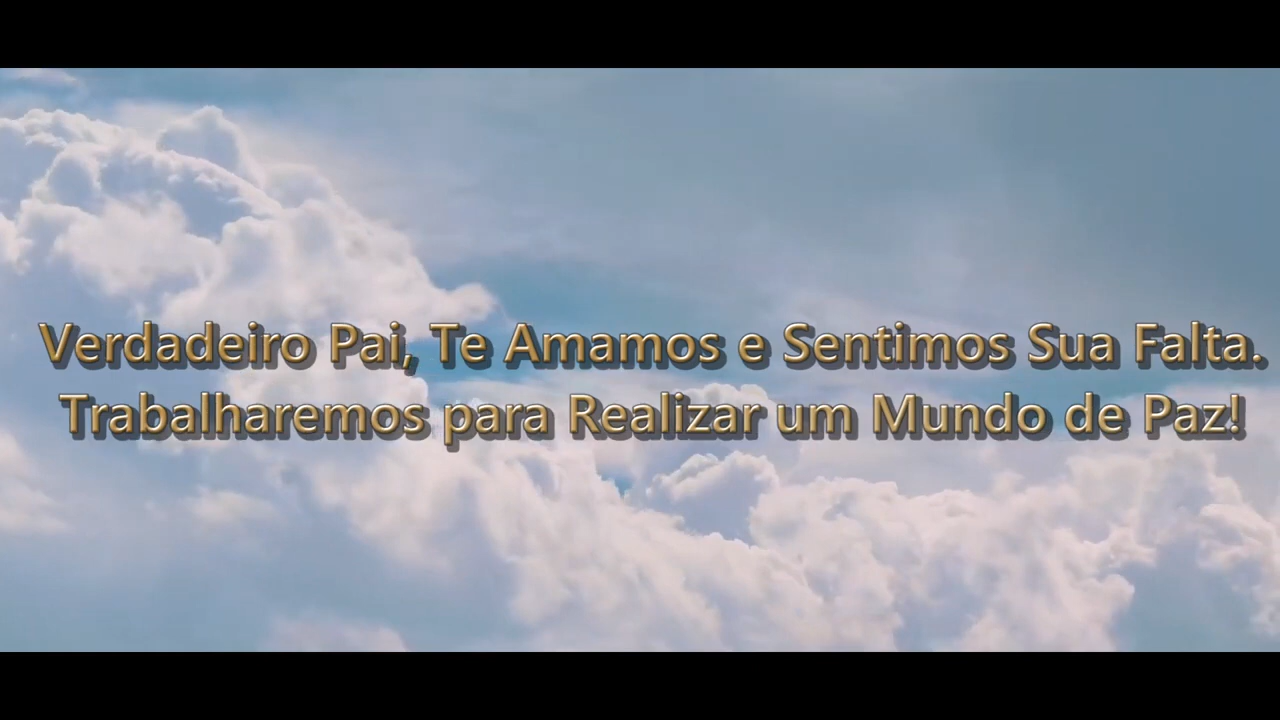 Verdadeiro Pai, Te Amamos e Sentimos Sua Falta.
Trabalharemos para Realizar um Mundo de Paz!